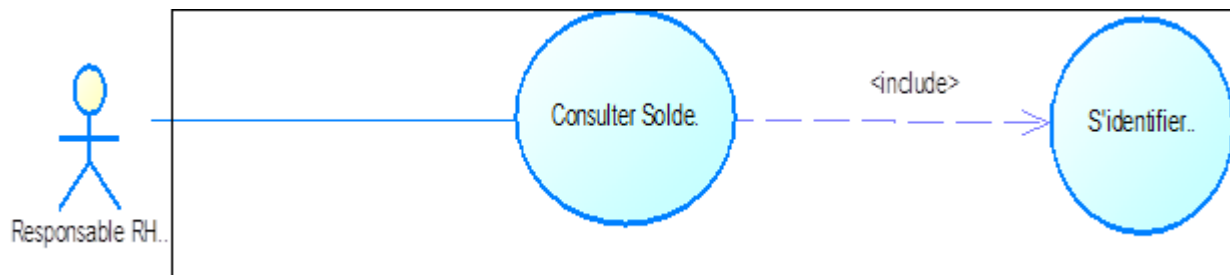 <include>
Consulter Solde.
S'identifier..
Responsable RH..